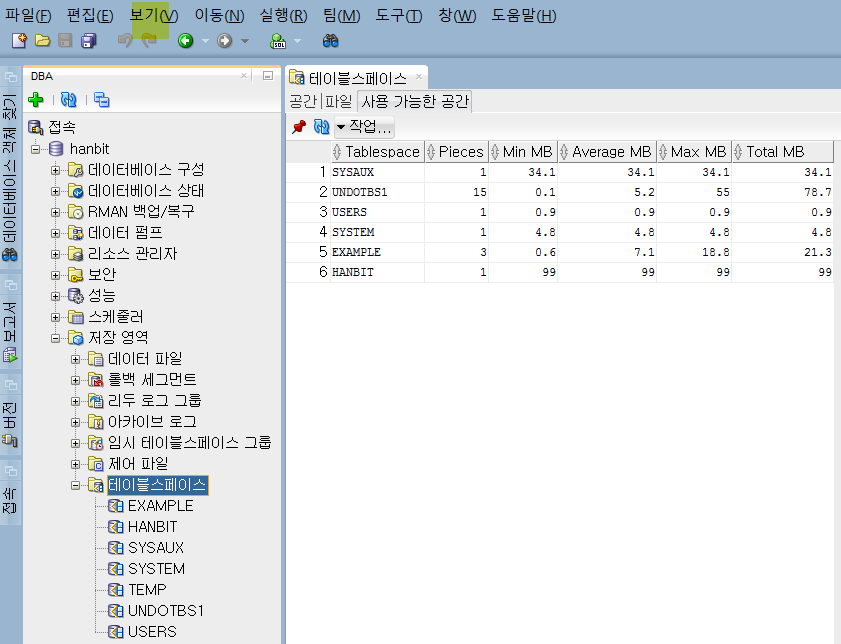 파일(F) 편집(E) 보기(V) 이동(N) 실행(R) 팀(M) 도구(T) 창(W) 도움말(H)
SQL
데이터베이스 객체 찾기
보고서
버전
접속
DBA
접속
hanbit
데이터베이스 구성
데이터베이스 상태
RMAN 백업/복구
데이터 펌프
리소스 관리자
보안
성능
스케줄러
저장 영역
데이터 파일
롤백 세그먼트
리두 로그 그룹
아카이브 로그
임시 테이블스페이스 그룹
제어 파일
테이블스페이스
EXAMPLE
HANBIT
SYSAUX
SYSTEM
TEMP
UNDOTBS1
USERS
테이블스페이스
공간 파일 사용 가능한 공간
작업...
Tablespace Pieces Min MB Average MB Max MB Total MB
1 SYSAUX 1 34.1 34.1 34.1 34.1
2 UNDOTBS1 15 0.1 5.2 55 78.7
3 USERS 1 0.9 0.9 0.9 0.9
4 SYSTEM 1 4.8 4.8 4.8 4.8
5 EXAMPLE 3 0.6 7.1 18.8 21.3
6 HANBIT 1 99 99 99 99